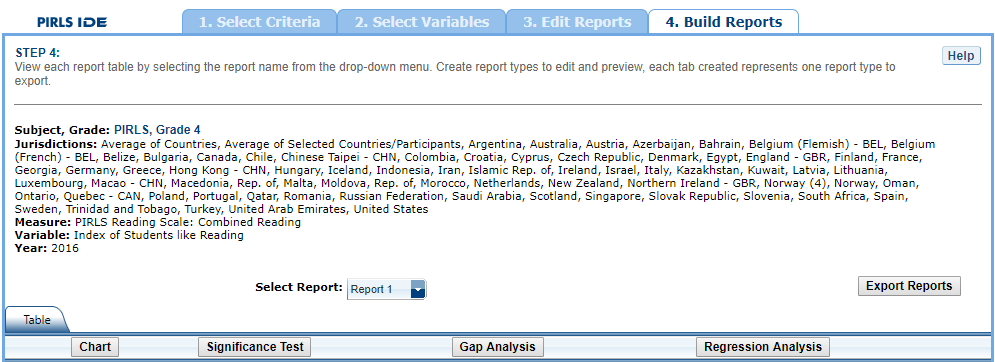 PIRLS IDE
1. Select Criteria
2. Select Variables
3. Edit Reports
4. Build Reports
STEP 4:
View each report table by selecting the report name from the drop-down menu. Create report types to edit and preview, each tab created represents one report type to
export.
Help
Subject, Grade: PIRLS, Grade 4
Jurisdictions: Average of Countries, Average of Selected Countries/Participants, Argentina, Australia, Austria, Azerbaijan, Bahrain, Belgium (Flemish) - BEL, Belgium
(French) - BEL, Belize, Bulgaria, Canada, Chile, Chinese Taipei - CHN, Colombia, Croatia, Cyprus, Czech Republic, Denmark, Egypt, England - GBR, Finland, France,
Georgia, Germany, Greece, Hong Kong - CHN, Hungary, Iceland, Indonesia, Iran, Islamic Rep. of, Ireland, Israel, Italy, Kazakhstan, Kuwait, Latvia, Lithuania,
Luxembourg, Macao - CHN, Macedonia, Rep. of, Malta, Moldova, Rep. of, Morocco, Netherlands, New Zealand, Northern Ireland - GBR, Norway (4), Norway, Oman,
Ontario, Quebec - CAN, Poland, Portugal, Qatar, Romania, Russian Federation, Saudi Arabia, Scotland, Singapore, Slovak Republic, Slovenia, South Africa, Spain,
Sweden, Trinidad and Tobago, Turkey, United Arab Emirates, United States
Measure: PIRLS Reading Scale: Combined Reading
Variable: Index of Students like Reading
Year: 2016
Select Report: Report 1
Export Reports
Table
Chart
Significance Test
Gap Analysis
Regression Analysis